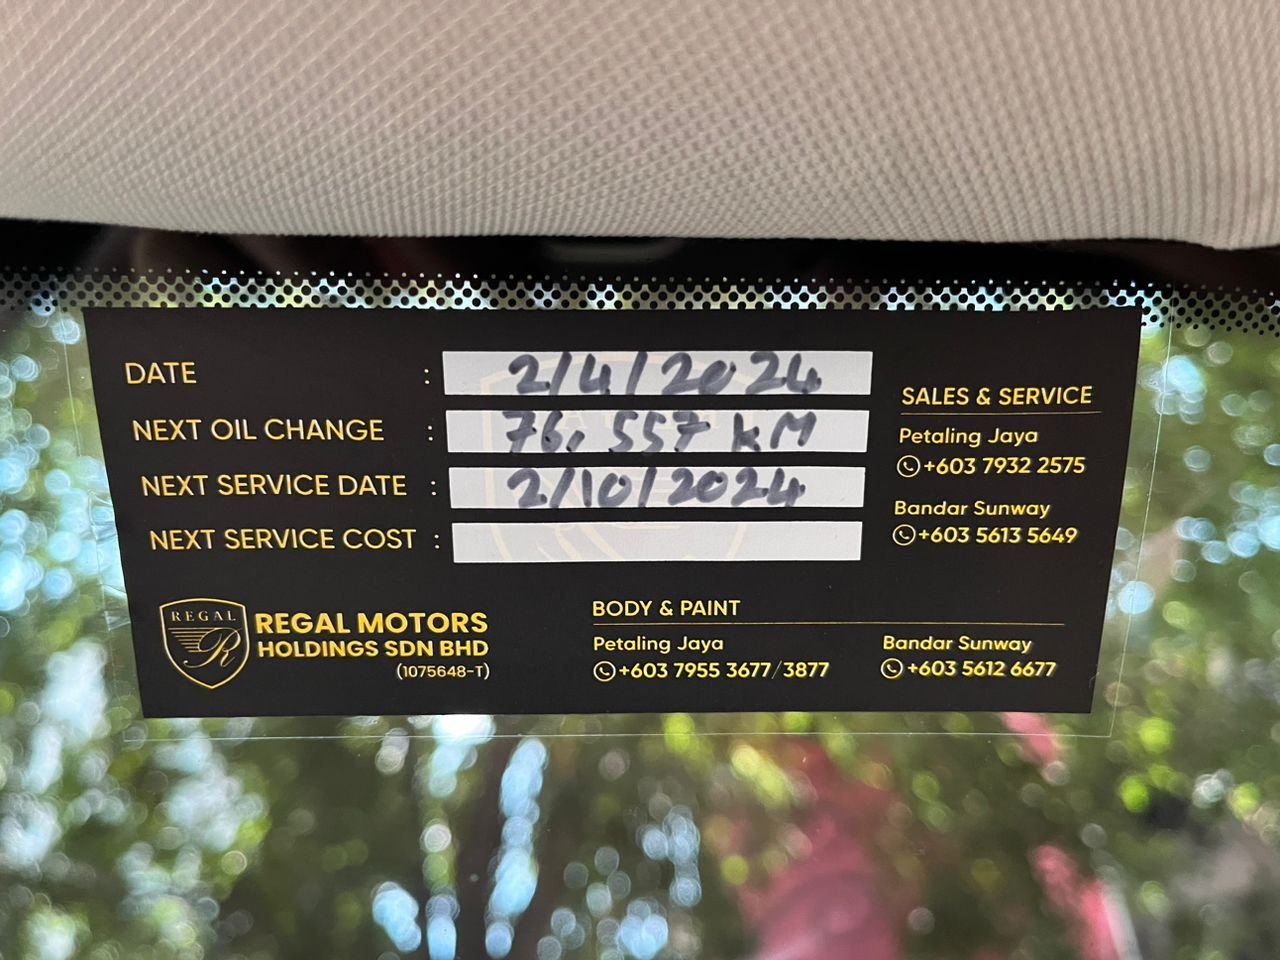 DATE : 2/4/2024
NEXT OIL CHANGE : 76,557 KM
NEXT SERVICE DATE : 2/10/2024
NEXT SERVICE COST :
SALES & SERVICE
Petaling Jaya
+603 7932 2575
Bandar Sunway
+603 5613 5649
REGAL
R
REGAL MOTORS
HOLDINGS SDN BHD
(1075648-T)
BODY & PAINT
Petaling Jaya
+603 7955 3677/3877
Bandar Sunway
+603 5612 6677